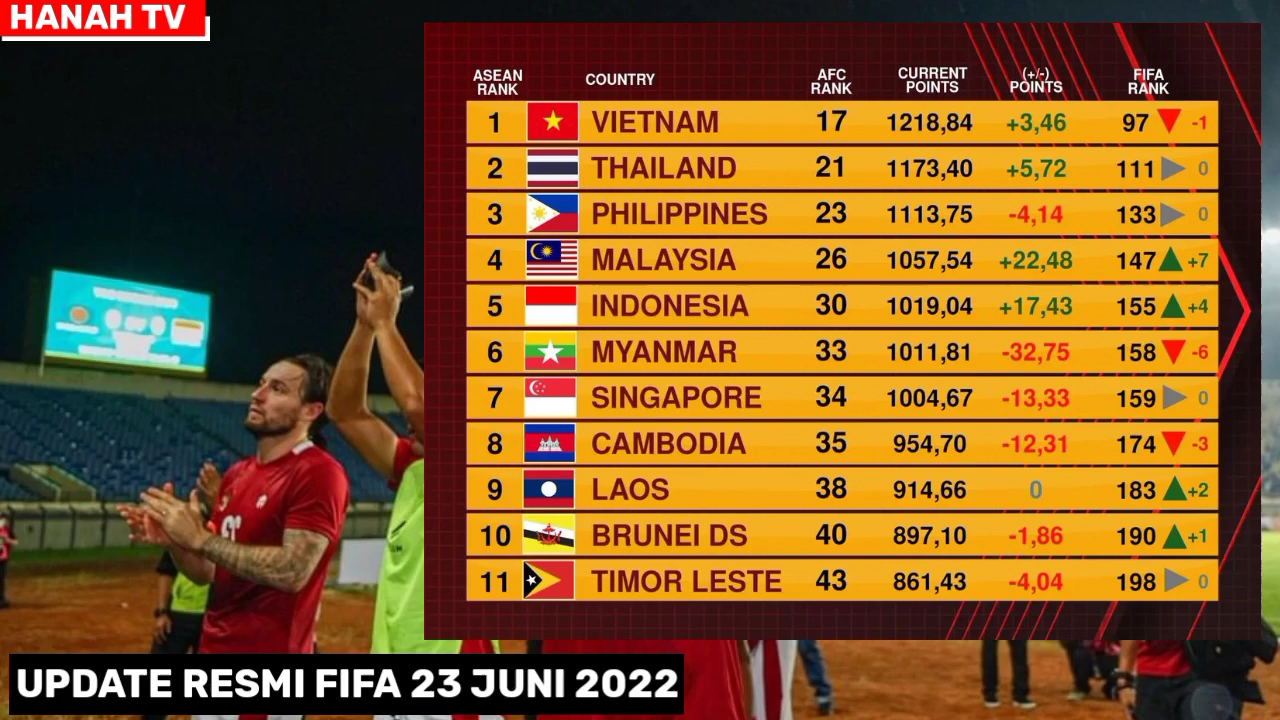 HANAH TV
ASEAN RANK COUNTRY AFC RANK CURRENT POINTS (+/-) POINTS FIFA RANK
1 VIETNAM 17 1218,84 +3,46 97 -1
2 THAILAND 21 1173,40 +5,72 111 0
3 PHILIPPINES 23 1113,75 -4,14 133 0
4 MALAYSIA 26 1057,54 +22,48 147 +7
5 INDONESIA 30 1019,04 +17,43 155 +4
6 MYANMAR 33 1011,81 -32,75 158 -6
7 SINGAPORE 34 1004,67 -13,33 159 0
8 CAMBODIA 35 954,70 -12,31 174 -3
9 LAOS 38 914,66 0 183 +2
10 BRUNEI DS 40 897,10 -1,86 190 +1
11 TIMOR LESTE 43 861,43 -4,04 198 0
UPDATE RESMI FIFA 23 JUNI 2022